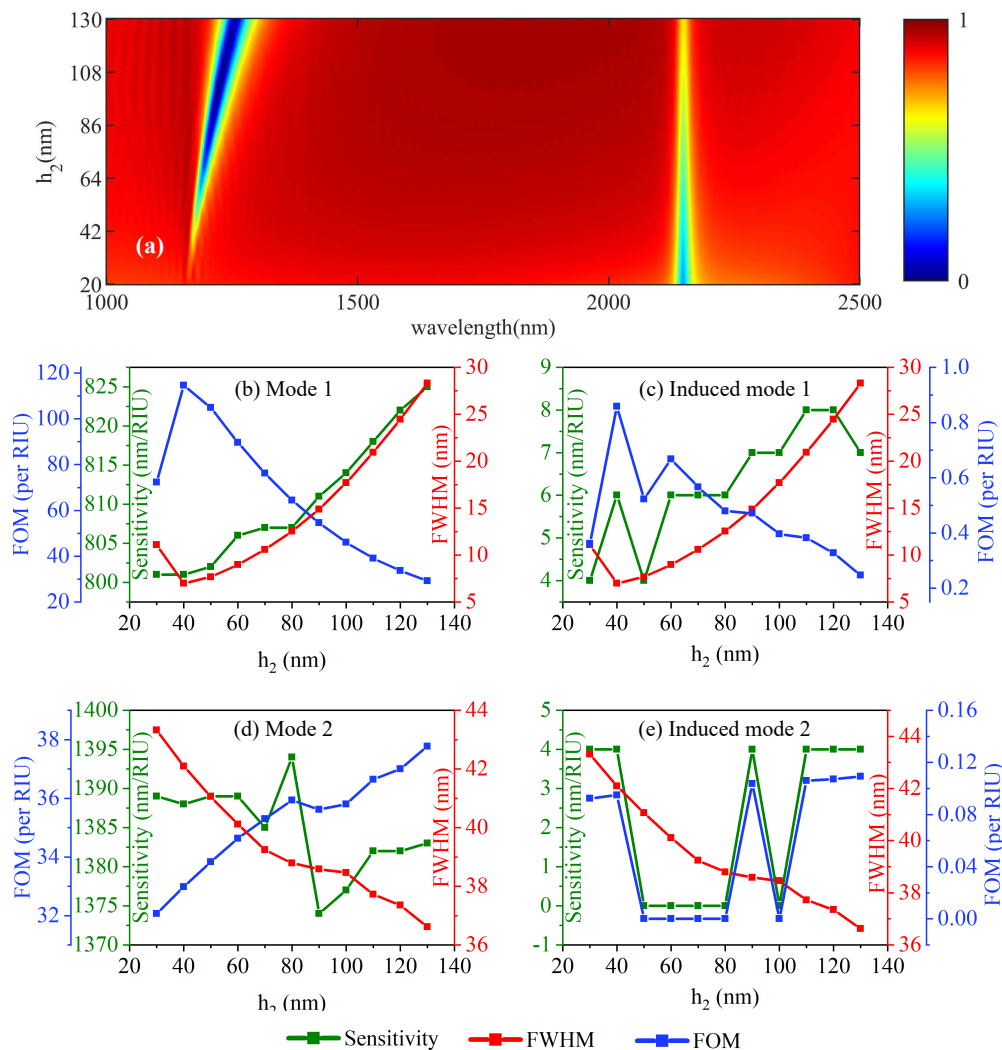 130
108
86
64
42
20
h2(nm)
(a)
1000
1500
2000
2500
wavelength(nm)
1
0
(b) Mode 1
120
100
80
60
40
20
FOM (per RIU)
825
820
815
810
805
800
Sensitivity (nm/RIU)
30
25
20
15
10
5
FWHM (nm)
20 40 60 80 100 120 140
h2 (nm)
(c) Induced mode 1
9
8
7
6
5
4
Sensitivity (nm/RIU)
30
25
20
15
10
5
FWHM (nm)
1.0
0.8
0.6
0.4
0.2
FOM (per RIU)
20 40 60 80 100 120 140
h2 (nm)
(d) Mode 2
38
36
34
32
FOM (per RIU)
1400
1395
1390
1385
1380
1375
1370
Sensitivity (nm/RIU)
44
42
40
38
36
FWHM (nm)
20 40 60 80 100 120 140
h2 (nm)
(e) Induced mode 2
5
4
3
2
1
0
-1
Sensitivity (nm/RIU)
44
42
40
38
36
FWHM (nm)
0.16
0.12
0.08
0.04
0.00
FOM (per RIU)
20 40 60 80 100 120 140
h2 (nm)
Sensitivity FWHM FOM